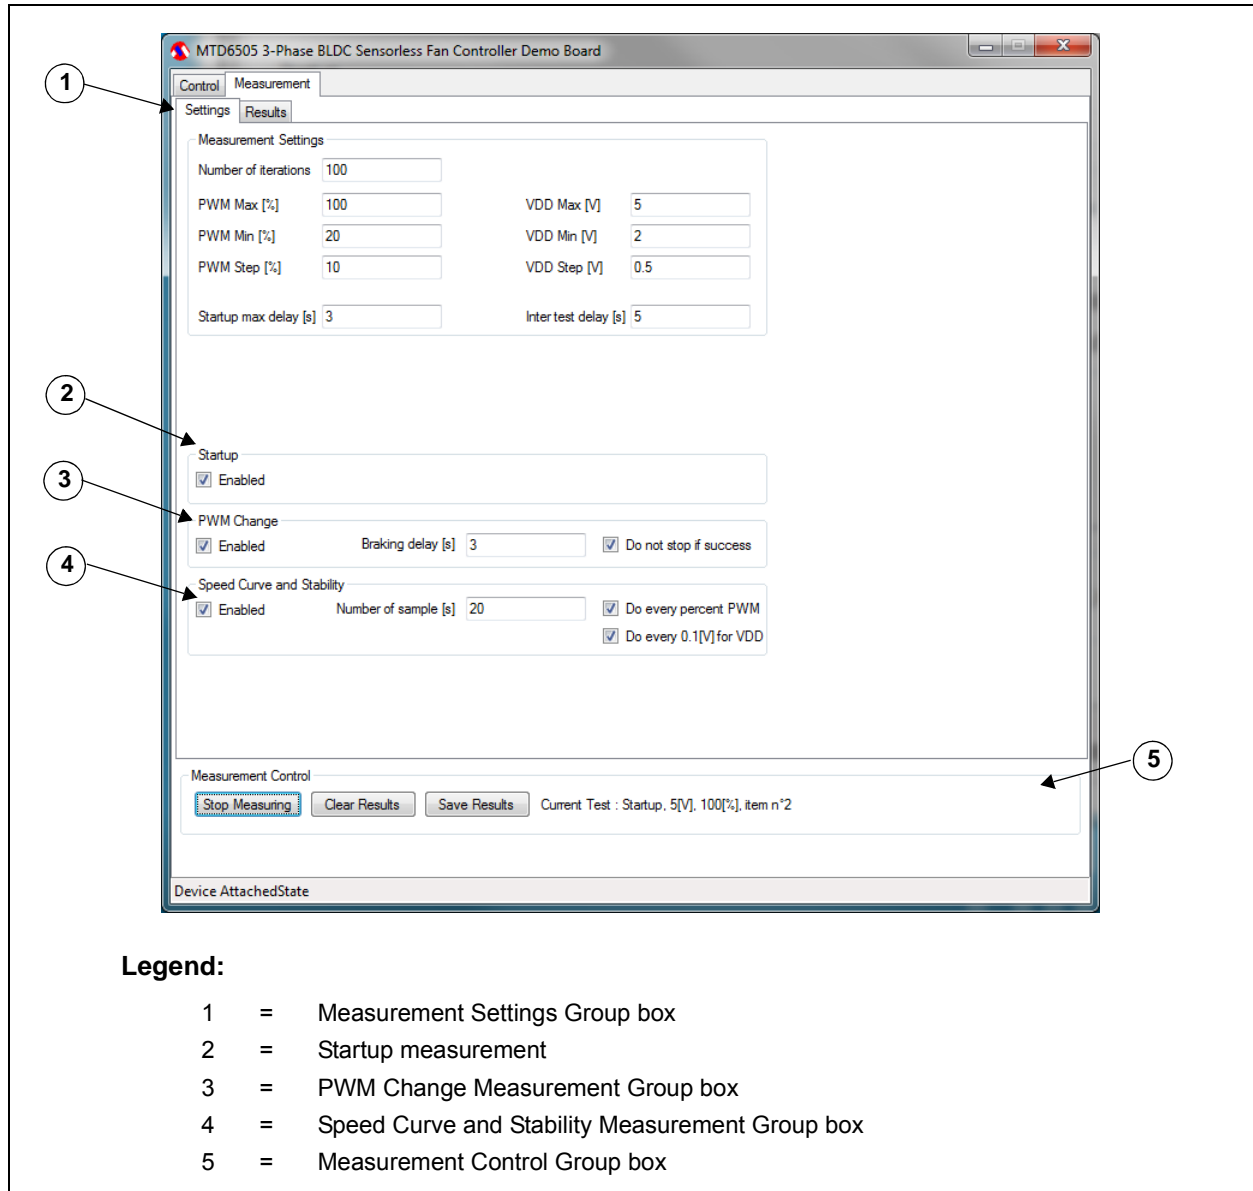 MTD6505 3-Phase BLDC Sensorless Fan Controller Demo Board
1
Control Measurement
Settings Results
Measurement Settings
Number of iterations 100
PWM Max [%] 100 VDD Max [V] 5
PWM Min [%] 20 VDD Min [V] 2
PWM Step [%] 10 VDD Step [V] 0.5
Startup max delay [s] 3 Inter test delay [s] 5
2
Startup
Enabled
3
PWM Change
Enabled Braking delay [s] 3 Do not stop if success
4
Speed Curve and Stability
Enabled Number of sample [s] 20 Do every percent PWM
Do every 0.1[V] for VDD
5
Measurement Control
Stop Measuring Clear Results Save Results Current Test : Startup, 5[V], 100[%], item n°2
Device AttachedState
Legend:
1 = Measurement Settings Group box
2 = Startup measurement
3 = PWM Change Measurement Group box
4 = Speed Curve and Stability Measurement Group box
5 = Measurement Control Group box